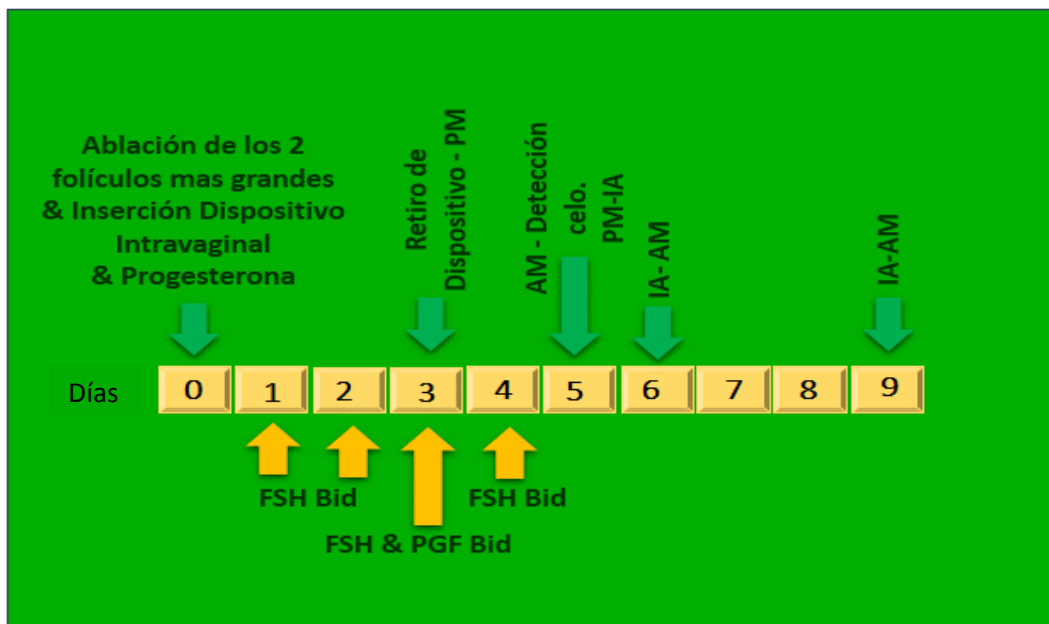 Ablación de los 2
folículos mas grandes
& Inserción Dispositivo
Intravaginal
& Progesterona
Retiro de
Dispositivo - PM
AM - Detección
celo.
PM-IA
IA- AM
IA-AM
Días 0 1 2 3 4 5 6 7 8 9
FSH Bid FSH Bid
FSH & PGF Bid